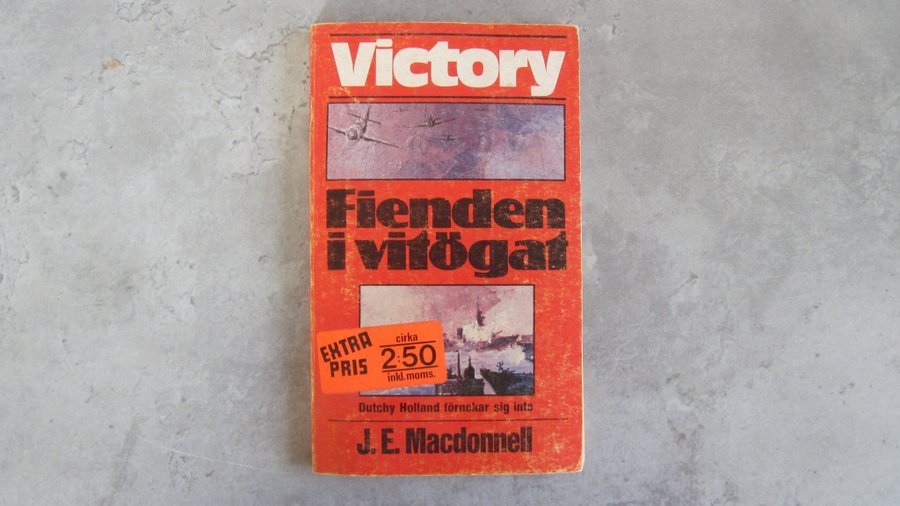 Victory
Fienden
i vitögat
EXTRA
PRIS
cirka
2:50
inkl.moms.
Dutchy Holland förnekar sig inte
J. E. Macdonnell